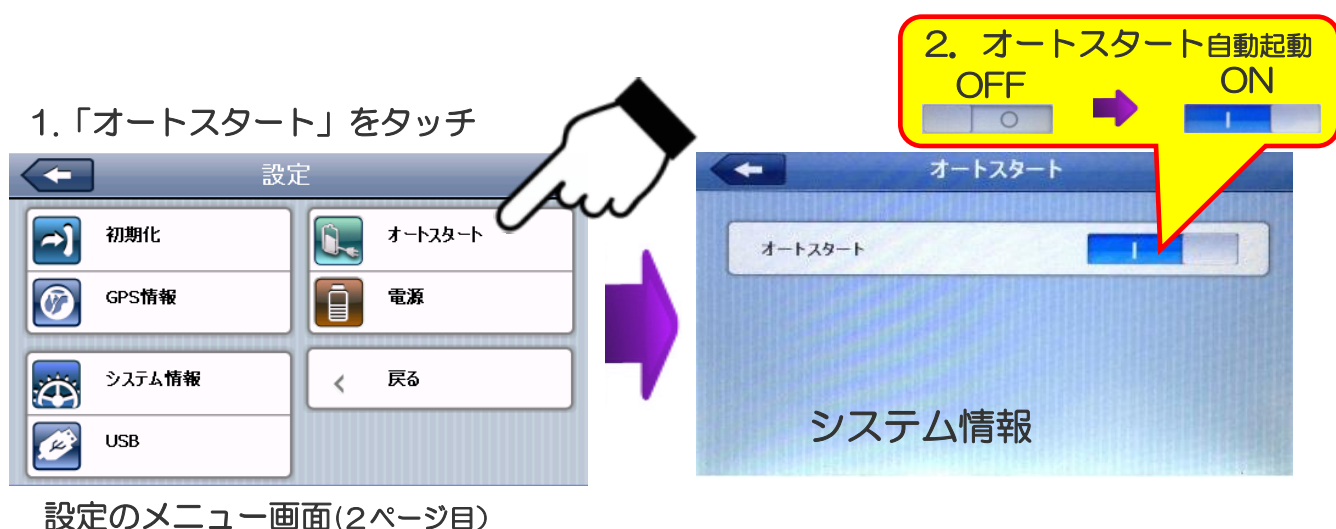 2. オートスタート自動起動
OFF
ON
1.「オートスタート」をタッチ
設定
初期化
オートスタート
GPS情報
電源
システム情報
戻る
USB
オートスタート
オートスタート
システム情報
設定のメニュー画面(2ページ目)